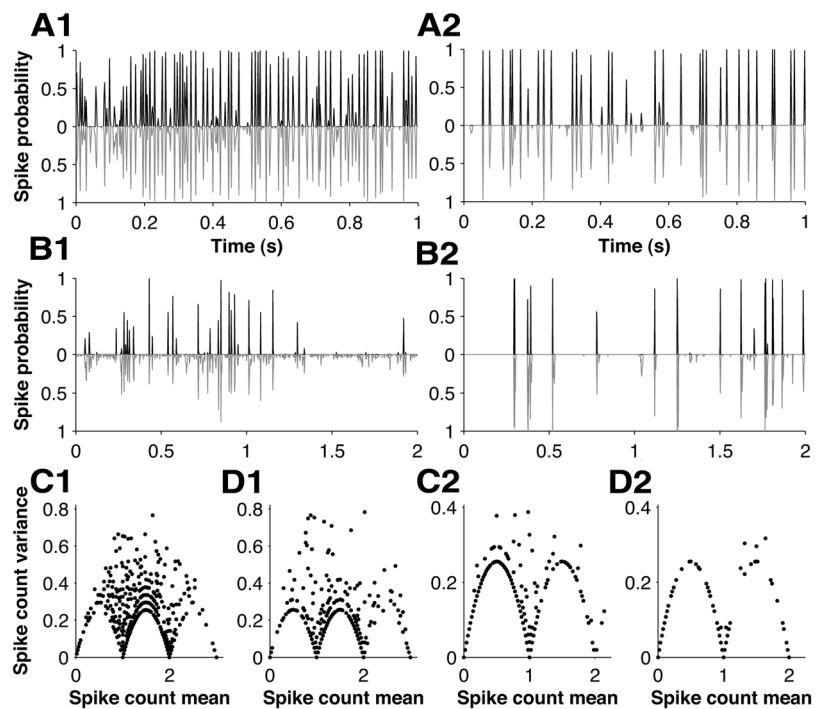 A1
A2
Spike probability
1
0.5
0
0.5
1
0 0.2 0.4 0.6 0.8 1
Time (s)
0 0.2 0.4 0.6 0.8 1
Time (s)
B1
B2
Spike probability
1
0.5
0
0.5
1
0 0.5 1 1.5 2
0 0.5 1 1.5 2
C1
D1
C2
D2
Spike count variance
0.8
0.6
0.4
0.2
0
0 1 2
Spike count mean
0.8
0.6
0.4
0.2
0
0 1 2 3
Spike count mean
0.4
0.2
0
0 1 2
Spike count mean
0.4
0.2
0
0 1 2
Spike count mean